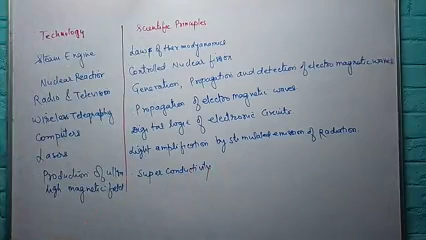 Technology
Scientific Principles
Steam Engine
Laws of thermodynamics
Nuclear Reactor
Controlled Nuclear fission
Radio & Television
Generation, Propagation and detection of electromagnetic waves
Wireless Telegraphy
Propagation of electromagnetic waves
Computers
Digital logic of electronic Circuits
Lasers
Light amplification by stimulated emission of Radiation
Production of ultra
high magnetic field
Super Conductivity